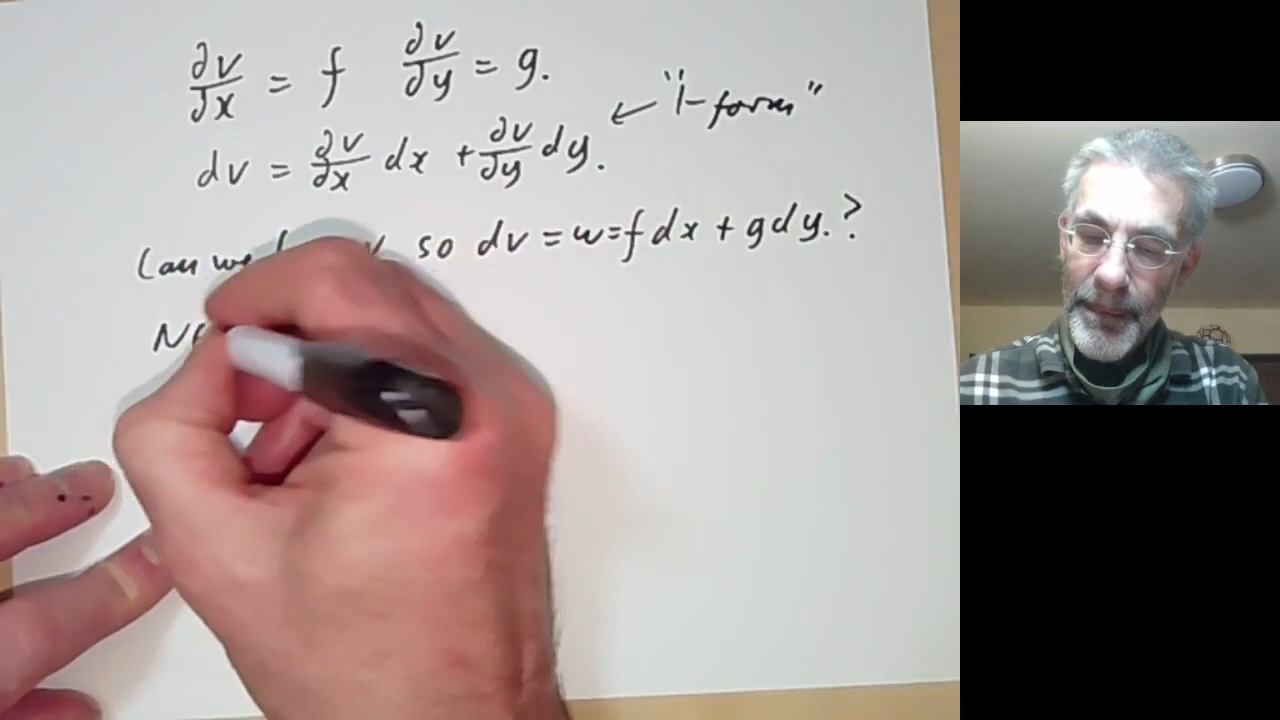 ∂v/∂x = f ∂v/∂y = g.
dv = ∂v/∂x dx + ∂v/∂y dy. ← "1-form"
Can we v so dv = w = f dx + g dy.?